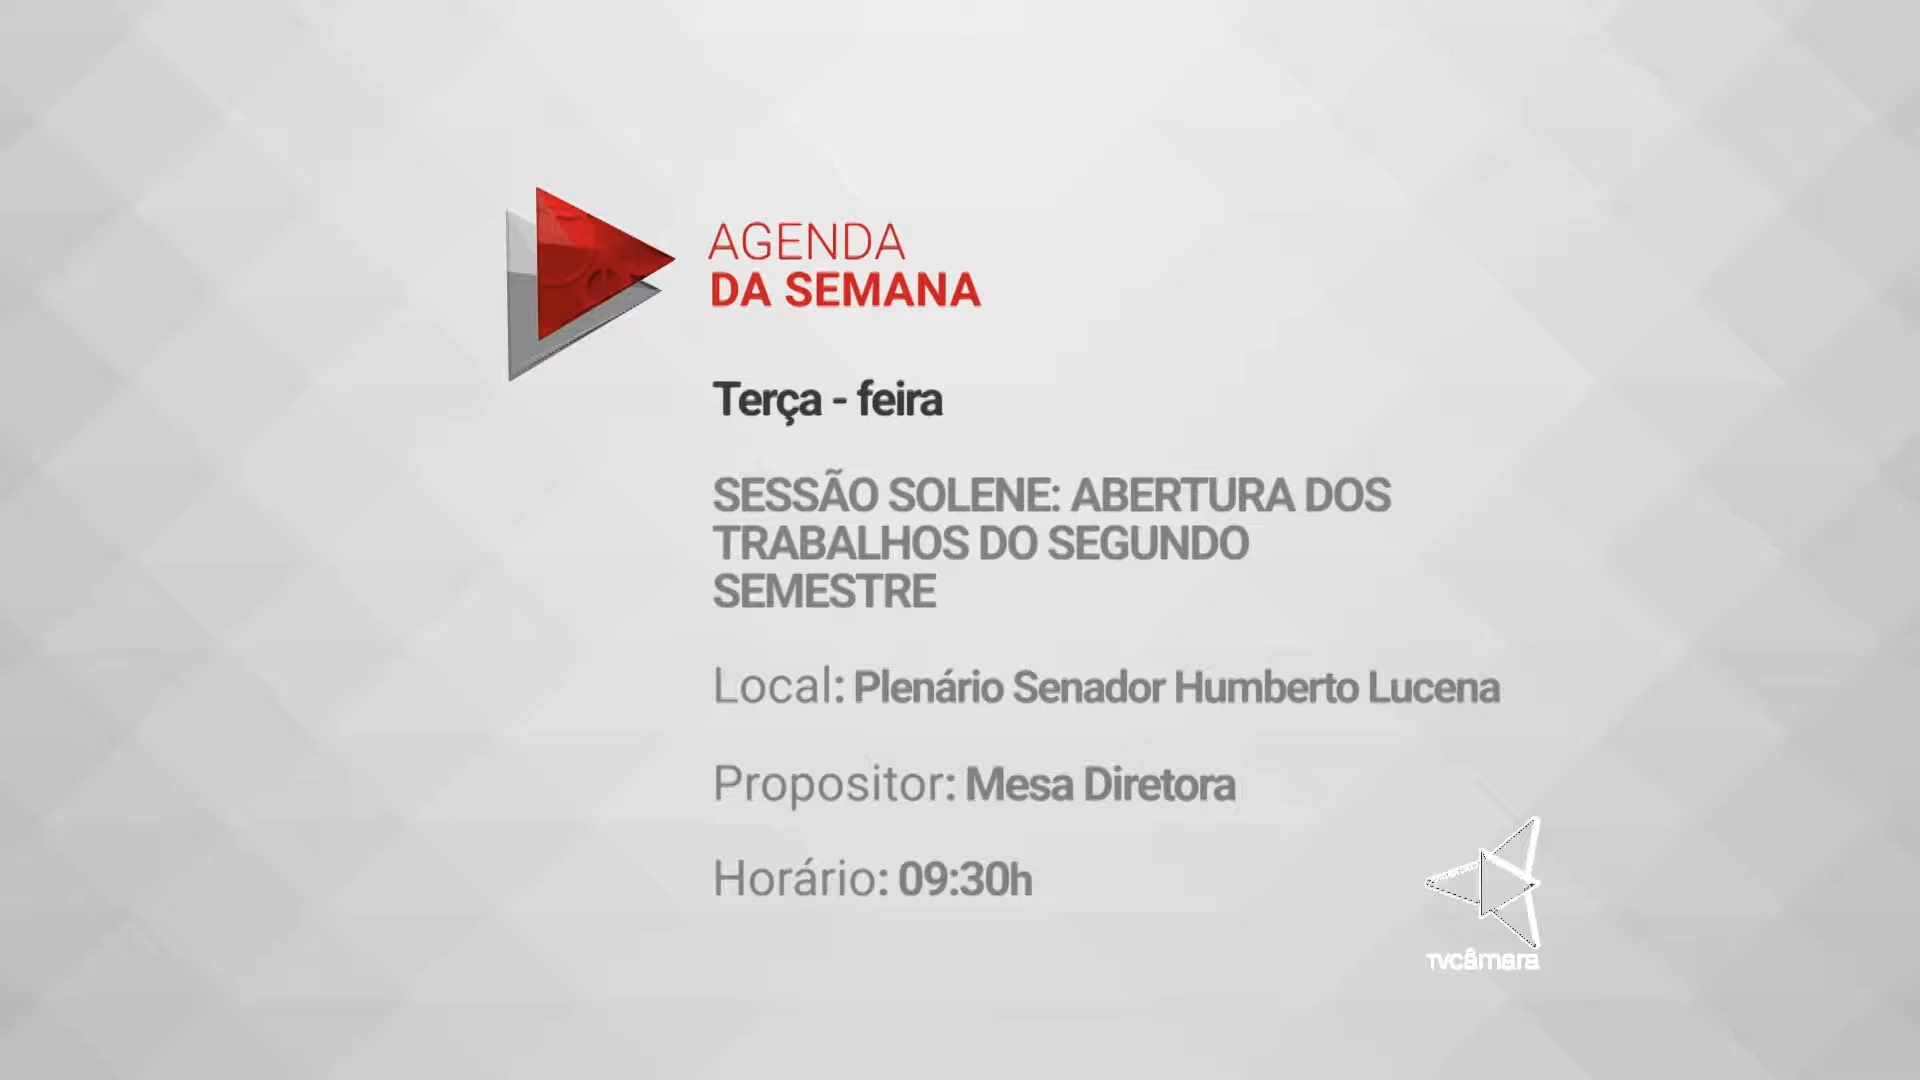 AGENDA
DA SEMANA
Terça - feira
SESSÃO SOLENE: ABERTURA DOS
TRABALHOS DO SEGUNDO
SEMESTRE
Local: Plenário Senador Humberto Lucena
Propositor: Mesa Diretora
Horário: 09:30h
TVCâmara